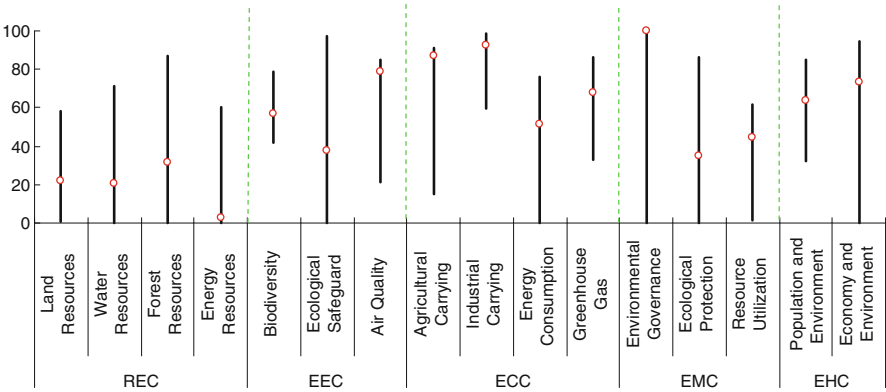 100
80
60
40
20
0
Land
Resources
Water
Resources
Forest
Resources
Energy
Resources
Biodiversity
Ecological
Safeguard
Air Quality
Agricultural
Carrying
Industrial
Carrying
Energy
Consumption
Greenhouse
Gas
Environmental
Governance
Ecological
Protection
Resource
Utilization
Population and
Environment
Economy and
Environment
REC
EEC
ECC
EMC
EHC